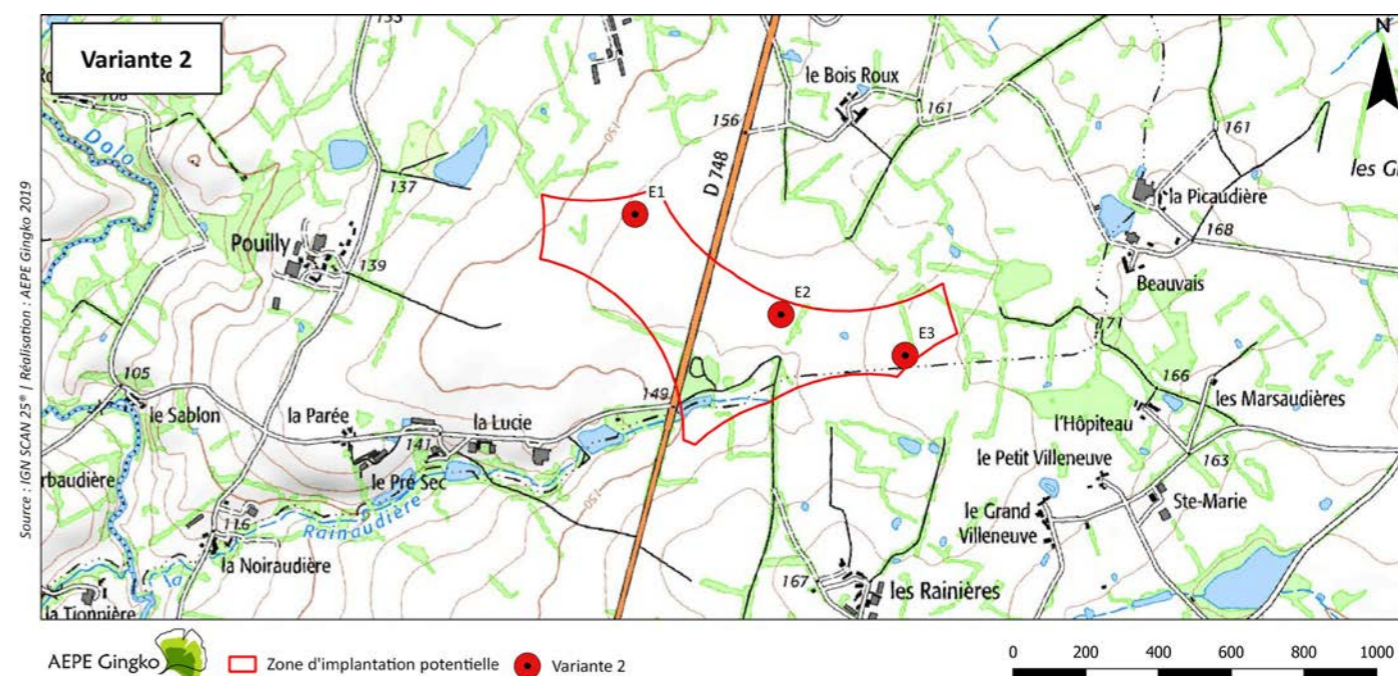 Variante 2
133
le Bois Roux
N
106
156
161
161
Dolo
150
D 748
les G
137
E1
la Picaudière
Pouilly
168
139
Beauvais
E2
E3
171
105
149
166
le Sablon
la Parée
la Lucie
les Marsaudières
141
l'Hôpiteau
rbaudière
le Pré Sec
163
le Petit Villeneuve
150
Ste-Marie
116
Rainaudière
le Grand
Villeneuve
la Noiraudière
la
167
les Rainières
la Tionnière
Source : IGN SCAN 25® | Réalisation : AEPE Gingko 2019
AEPE Gingko
Zone d'implantation potentielle
Variante 2
0 200 400 600 800 1000